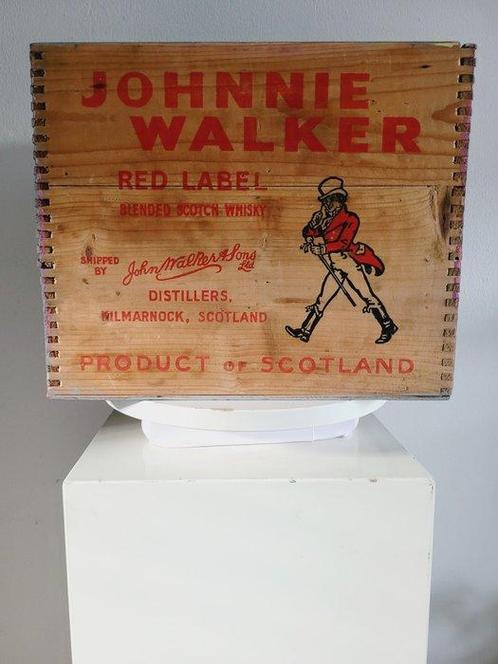 JOHNNIE
WALKER
RED LABEL
BLENDED SCOTCH WHISKY
SHIPPED
BY
John Walker & Sons
Ltd
DISTILLERS,
KILMARNOCK, SCOTLAND
PRODUCT OF SCOTLAND